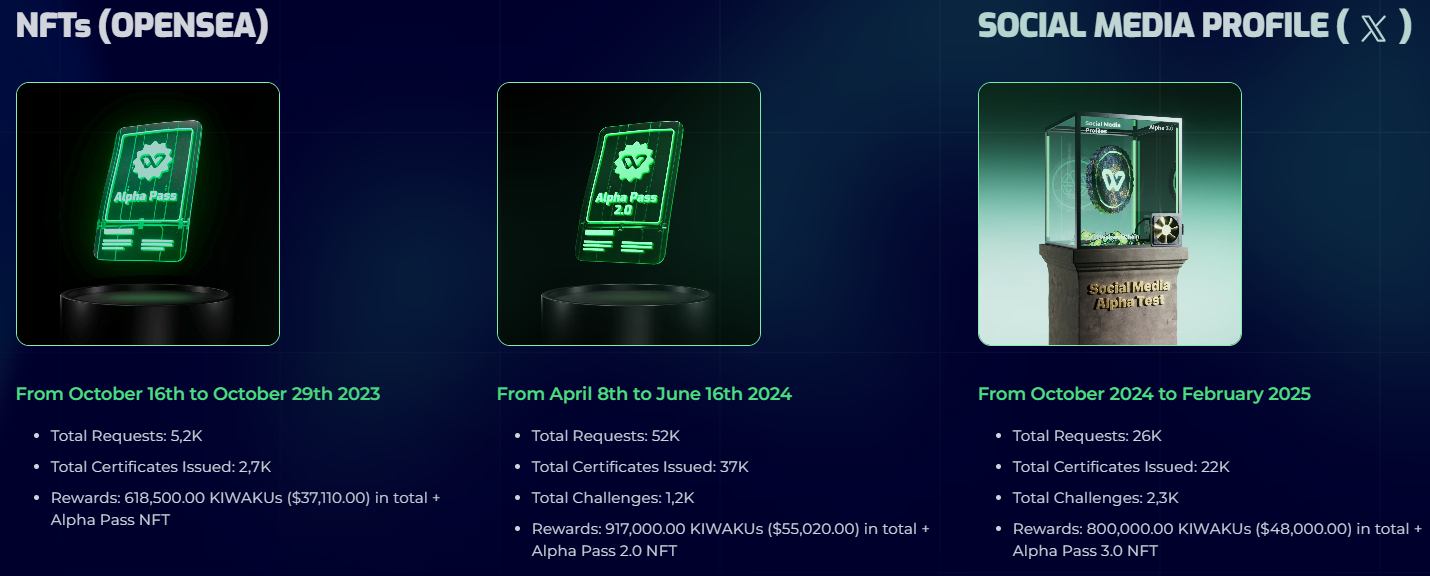 NFTs (OPENSEA)
Alpha Pass
From October 16th to October 29th 2023
• Total Requests: 5,2K
• Total Certificates Issued: 2,7K
• Rewards: 618,500.00 KIWAKUs ($37,110.00) in total +
Alpha Pass NFT
Alpha Pass
2.0
From April 8th to June 16th 2024
• Total Requests: 52K
• Total Certificates Issued: 37K
• Total Challenges: 1,2K
• Rewards: 917,000.00 KIWAKUs ($55,020.00) in total +
Alpha Pass 2.0 NFT
SOCIAL MEDIA PROFILE ( X )
Social Media
Profiles
Alpha 3.0
Social Media
Alpha Test
From October 2024 to February 2025
• Total Requests: 26K
• Total Certificates Issued: 22K
• Total Challenges: 2,3K
• Rewards: 800,000.00 KIWAKUs ($48,000.00) in total +
Alpha Pass 3.0 NFT